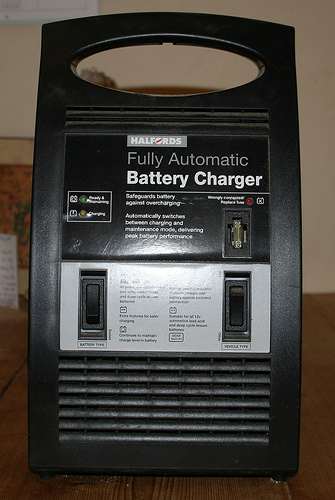 HALFORDS
Fully Automatic
Battery Charger
Safeguards battery
against overcharging
Automatically switches
between charging and
maintenance mode, delivering
peak battery performance.
Ready &
Maintaining
Charging
Wrongly connected/
Replace fuse
Extra features for safer
charging
Continues to maintain
charge level in battery
Suitable for all 12v
automotive lead acid
and deep cycle leisure
batteries
BATTERY TYPE
VEHICLE TYPE